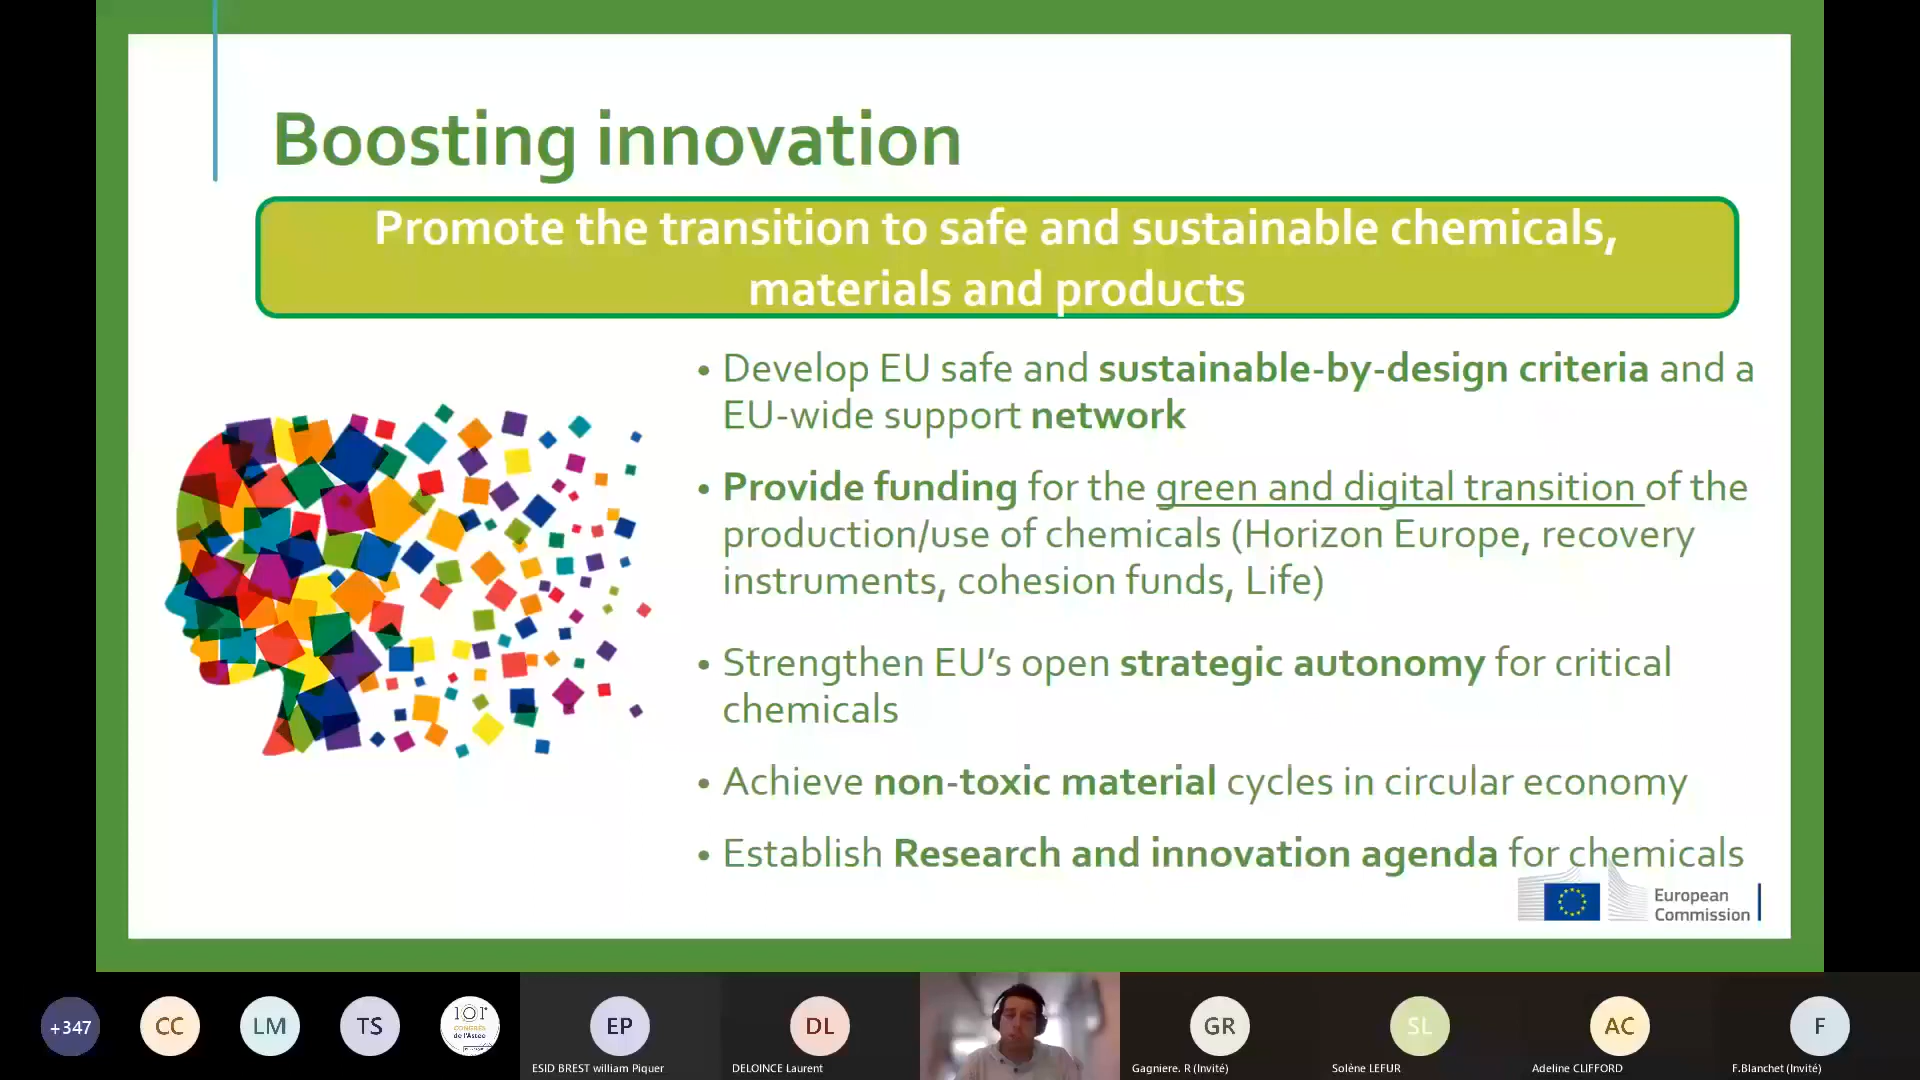 Boosting innovation
Promote the transition to safe and sustainable chemicals,
materials and products
• Develop EU safe and sustainable-by-design criteria and a
EU-wide support network
• Provide funding for the green and digital transition of the
production/use of chemicals (Horizon Europe, recovery
instruments, cohesion funds, Life)
• Strengthen EU’s open strategic autonomy for critical
chemicals
• Achieve non-toxic material cycles in circular economy
• Establish Research and innovation agenda for chemicals
European
Commission
+347
CC
LM
TS
101e
CONGRÈS
de l'Astee
EP
ESID BREST william Piquer
DL
DELOINCE Laurent
GR
Gagniere. R (Invité)
SL
Solène LEFUR
AC
Adeline CLIFFORD
F
F.Blanchet (Invité)